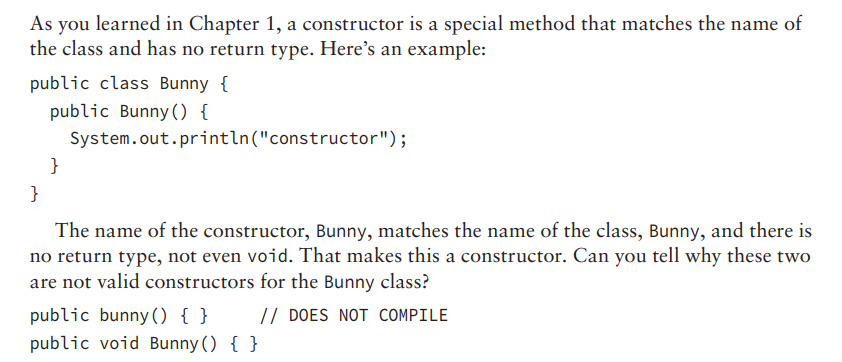 As you learned in Chapter 1, a constructor is a special method that matches the name of
the class and has no return type. Here’s an example:
public class Bunny {
  public Bunny() {
    System.out.println("constructor");
  }
}
The name of the constructor, Bunny, matches the name of the class, Bunny, and there is
no return type, not even void. That makes this a constructor. Can you tell why these two
are not valid constructors for the Bunny class?
public bunny() { }     // DOES NOT COMPILE
public void Bunny() { }